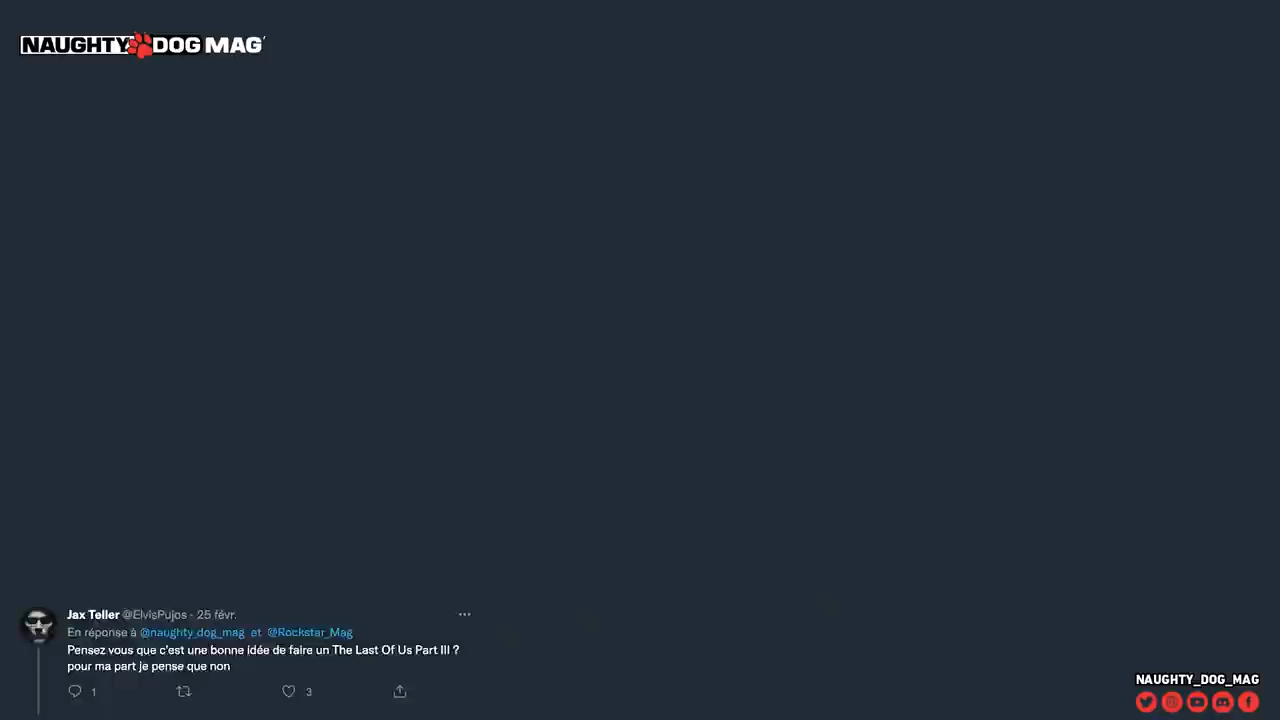 NAUGHTY DOG MAG'
Jax Teller @ElvisPujos · 25 févr.
En réponse à @naughty_dog_mag et @Rockstar_Mag
Pensez vous que c'est une bonne idée de faire un The Last Of Us Part III ?
pour ma part je pense que non
1 3
NAUGHTY_DOG_MAG